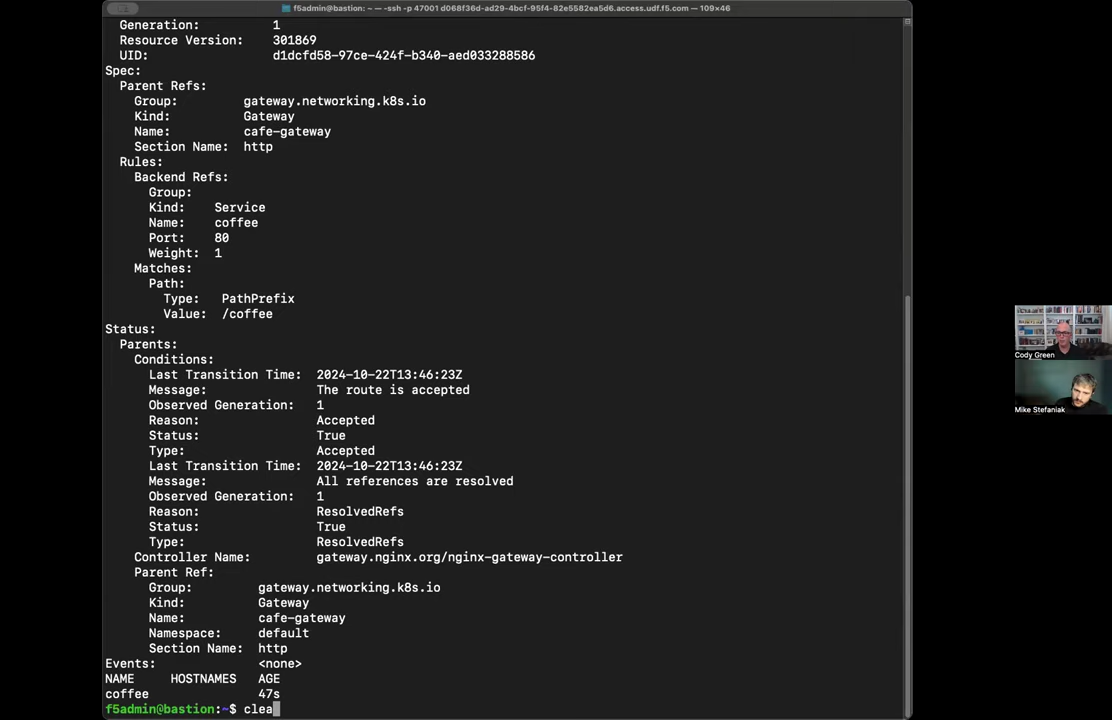 f5admin@bastion: ~ — -ssh -p 47001 d068f36d-ad29-4bcf-95f4-82e5582ea5d6.access.udf.f5.com — 109×46
Generation: 1
Resource Version: 301869
UID: d1dcfd58-97ce-424f-b340-aed033288586
Spec:
Parent Refs:
Group: gateway.networking.k8s.io
Kind: Gateway
Name: cafe-gateway
Section Name: http
Rules:
Backend Refs:
Group:
Kind: Service
Name: coffee
Port: 80
Weight: 1
Matches:
Path:
Type: PathPrefix
Value: /coffee
Status:
Parents:
Conditions:
Last Transition Time: 2024-10-22T13:46:23Z
Message: The route is accepted
Observed Generation: 1
Reason: Accepted
Status: True
Type: Accepted
Last Transition Time: 2024-10-22T13:46:23Z
Message: All references are resolved
Observed Generation: 1
Reason: ResolvedRefs
Status: True
Type: ResolvedRefs
Controller Name: gateway.nginx.org/nginx-gateway-controller
Parent Ref:
Group: gateway.networking.k8s.io
Kind: Gateway
Name: cafe-gateway
Namespace: default
Section Name: http
Events: <none>
NAME HOSTNAMES AGE
coffee 47s
f5admin@bastion:~$ clea
Cody Green
Mike Stefaniak